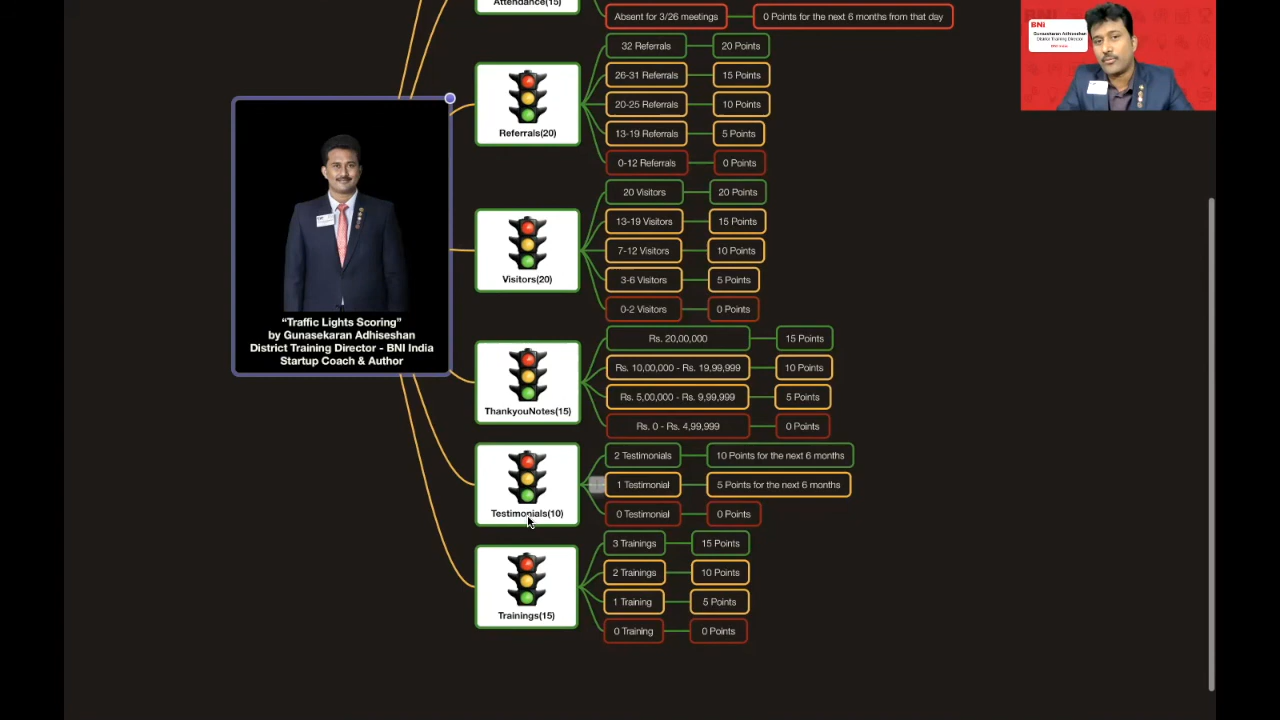 Attendance(15)
Absent for 3/26 meetings
0 Points for the next 6 months from that day
BNI
Gunasekaran Adhiseshan
District Training Director
BNI India
32 Referrals
20 Points
26-31 Referrals
15 Points
20-25 Referrals
10 Points
13-19 Referrals
5 Points
0-12 Referrals
0 Points
Referrals(20)
20 Visitors
20 Points
13-19 Visitors
15 Points
7-12 Visitors
10 Points
3-6 Visitors
5 Points
0-2 Visitors
0 Points
Visitors(20)
“Traffic Lights Scoring”
by Gunasekaran Adhiseshan
District Training Director - BNI India
Startup Coach & Author
Rs. 20,00,000
15 Points
Rs. 10,00,000 - Rs. 19,99,999
10 Points
Rs. 5,00,000 - Rs. 9,99,999
5 Points
Rs. 0 - Rs. 4,99,999
0 Points
ThankyouNotes(15)
2 Testimonials
10 Points for the next 6 months
1 Testimonial
5 Points for the next 6 months
0 Testimonial
0 Points
Testimonials(10)
3 Trainings
15 Points
2 Trainings
10 Points
1 Training
5 Points
0 Training
0 Points
Trainings(15)